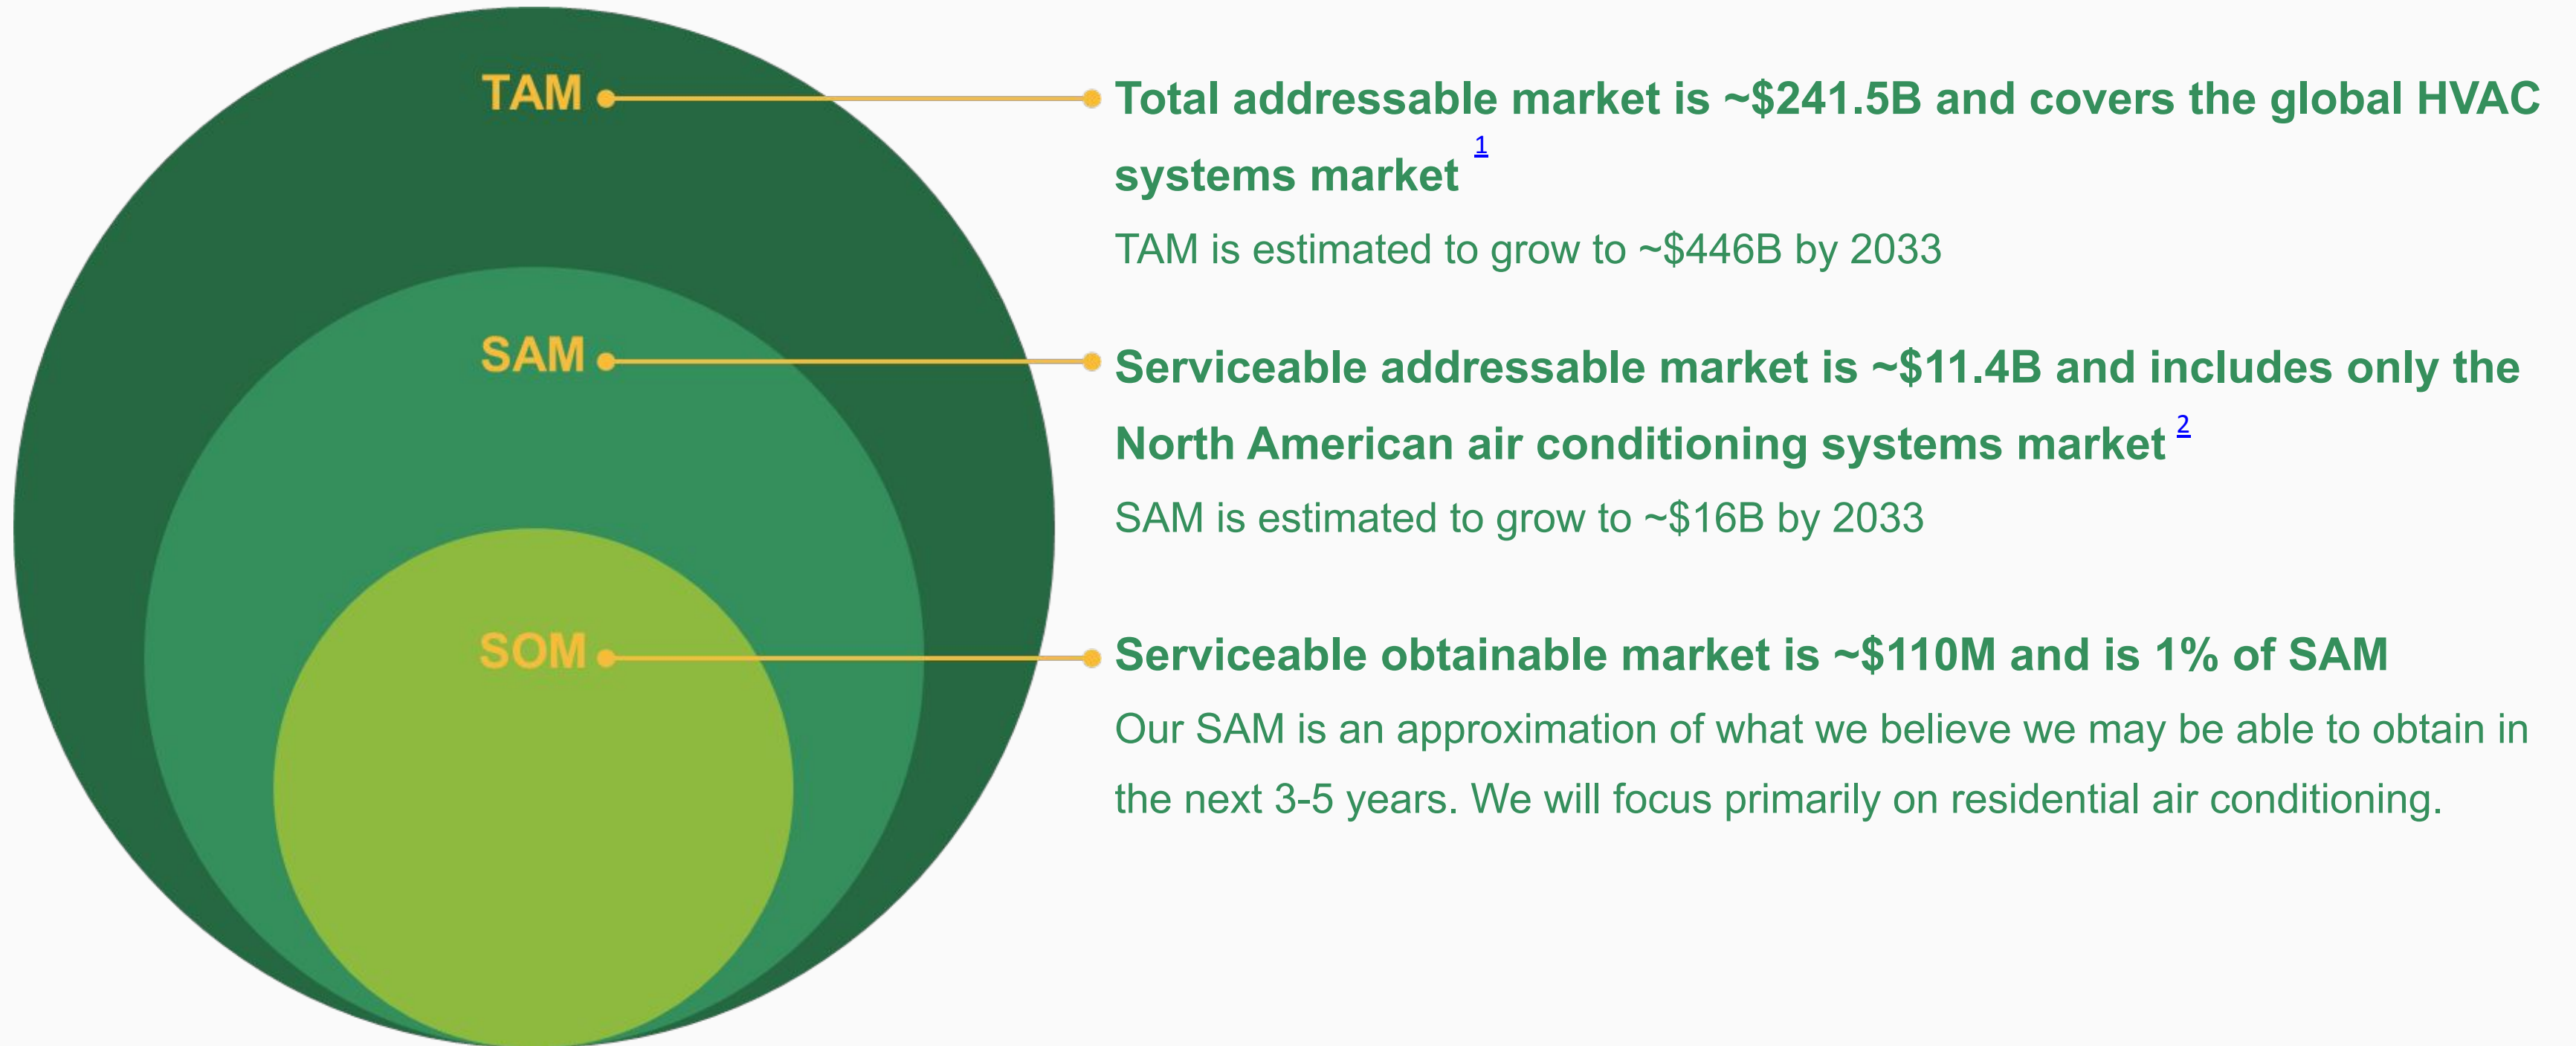 TAM
Total addressable market is ~$241.5B and covers the global HVAC
systems market 1
TAM is estimated to grow to ~$446B by 2033
SAM
Serviceable addressable market is ~$11.4B and includes only the
North American air conditioning systems market 2
SAM is estimated to grow to ~$16B by 2033
SOM
Serviceable obtainable market is ~$110M and is 1% of SAM
Our SAM is an approximation of what we believe we may be able to obtain in
the next 3-5 years. We will focus primarily on residential air conditioning.